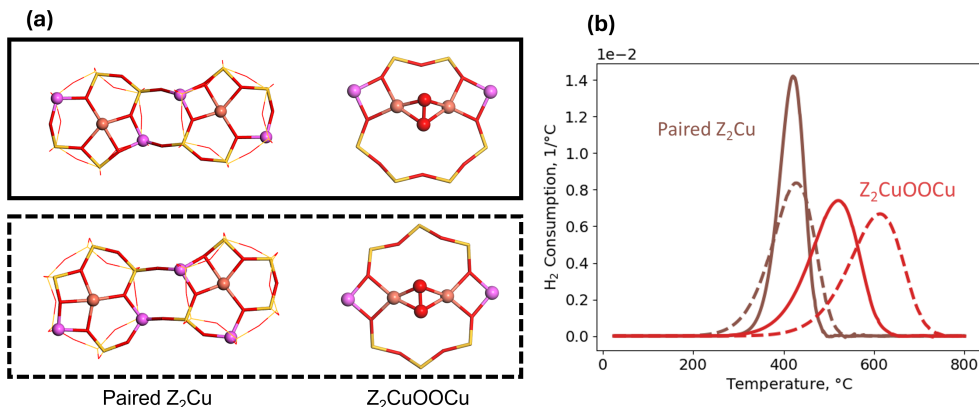 (a)
Paired Z₂Cu
Z₂CuOOCu
(b)
1e−2
1.4
1.2
1.0
0.8
0.6
0.4
0.2
0.0
H₂ Consumption, 1/°C
Paired Z₂Cu
Z₂CuOOCu
0 200 400 600 800
Temperature, °C